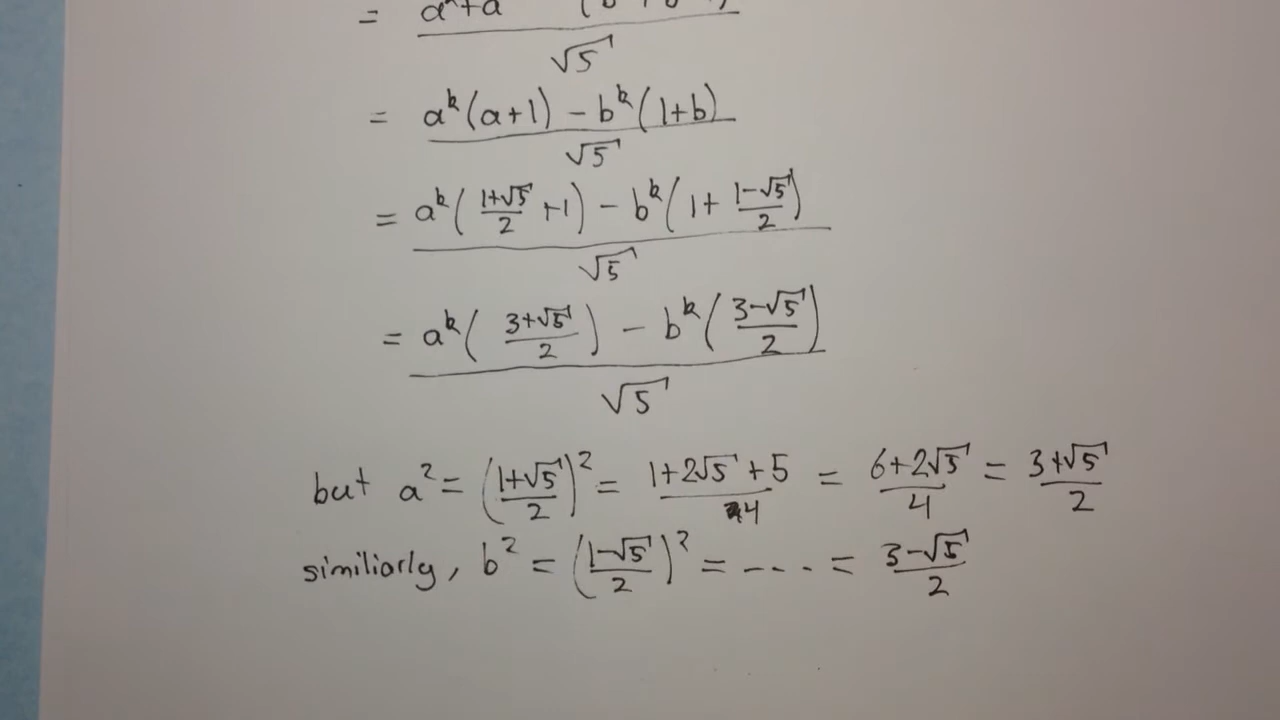 = a^k+a
√5
= a^k(a+1) - b^k(1+b)
√5
= a^k( 1+√5/2 +1) - b^k(1+ 1-√5/2)
√5
= a^k( 3+√5/2 ) - b^k( 3-√5/2 )
√5
but a² = (1+√5/2)² = 1+2√5+5/4 = 6+2√5/4 = 3+√5/2
similiarly, b² = (1-√5/2)² = ---- = 3-√5/2